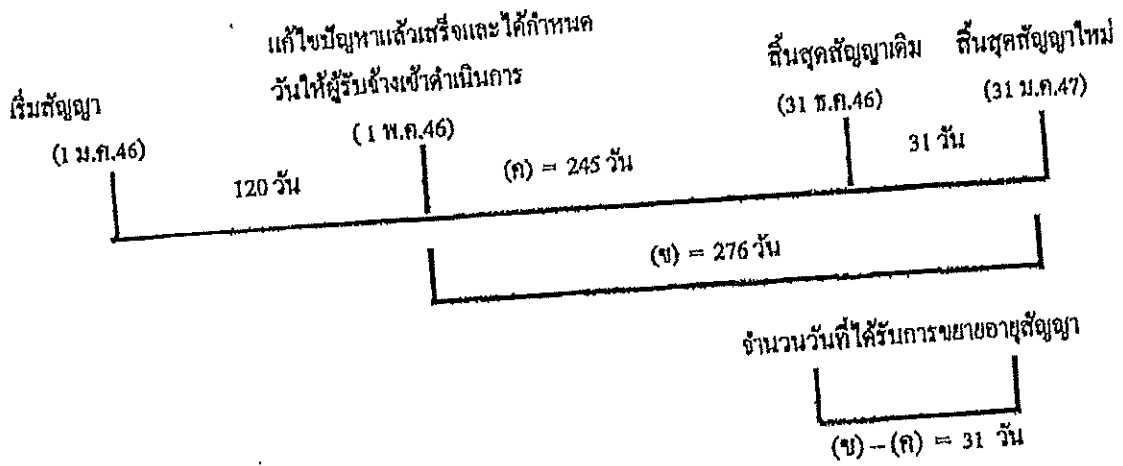 แก้ไขปัญหาแล้วเสร็จและได้กำหนด
วันให้ผู้รับจ้างเข้าดำเนินการ
(1 พ.ค.46)
เริ่มสัญญา
(1 ม.ค.46)
สิ้นสุดสัญญาเดิม
(31 ธ.ค.46)
สิ้นสุดสัญญาใหม่
(31 ม.ค.47)
120 วัน
(ค) = 245 วัน
31 วัน
(ข) = 276 วัน
จำนวนวันที่ได้รับการขยายอายุสัญญา
(ข) – (ค) = 31 วัน